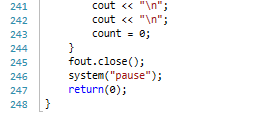 241 cout << "\n";
242 cout << "\n";
243 count = 0;
244 }
245 fout.close();
246 system("pause");
247 return(0);
248 }